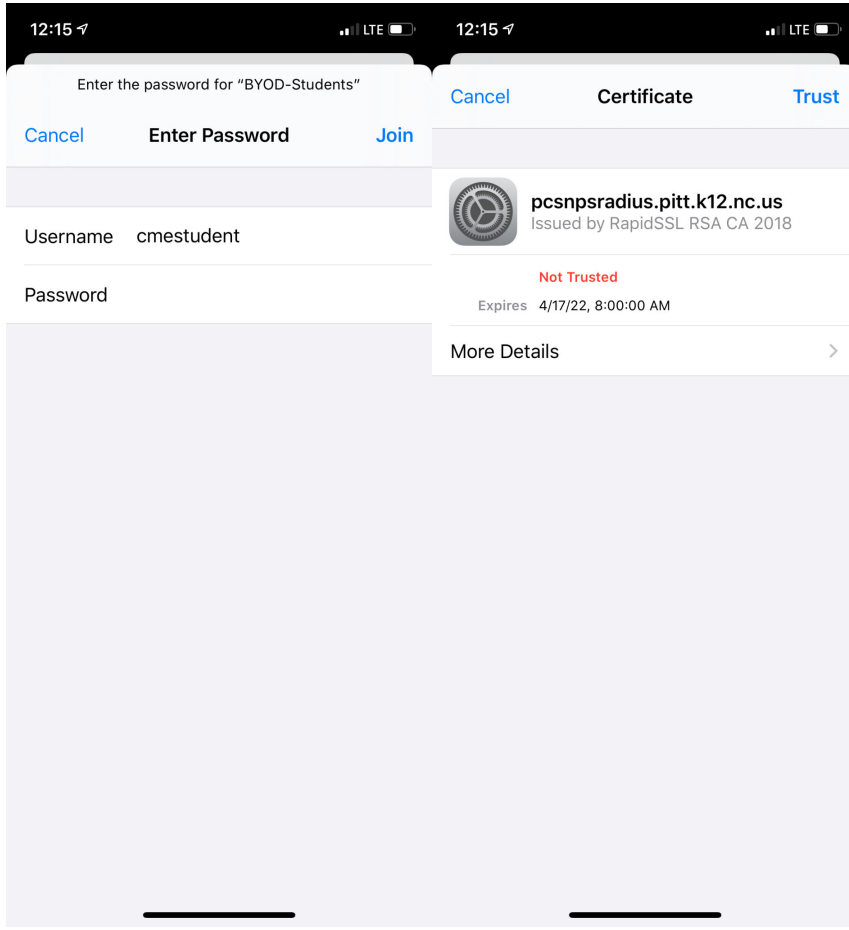 12:15
LTE
Enter the password for “BYOD-Students”
Cancel Enter Password Join
Username cmestudent
Password
12:15
LTE
Cancel Certificate Trust
pcsnpsradius.pitt.k12.nc.us
Issued by RapidSSL RSA CA 2018
Not Trusted
Expires 4/17/22, 8:00:00 AM
More Details